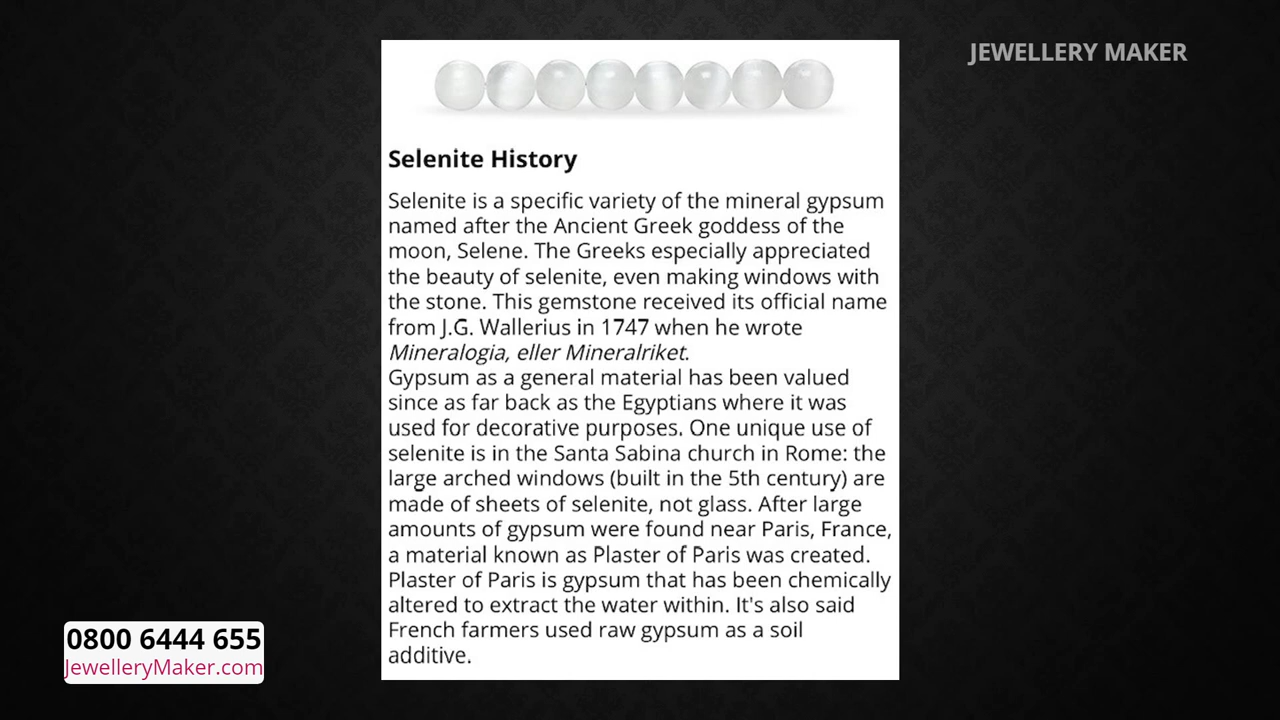 JEWELLERY MAKER
Selenite History
Selenite is a specific variety of the mineral gypsum
named after the Ancient Greek goddess of the
moon, Selene. The Greeks especially appreciated
the beauty of selenite, even making windows with
the stone. This gemstone received its official name
from J.G. Wallerius in 1747 when he wrote
Mineralogia, eller Mineralriket.
Gypsum as a general material has been valued
since as far back as the Egyptians where it was
used for decorative purposes. One unique use of
selenite is in the Santa Sabina church in Rome: the
large arched windows (built in the 5th century) are
made of sheets of selenite, not glass. After large
amounts of gypsum were found near Paris, France,
a material known as Plaster of Paris was created.
Plaster of Paris is gypsum that has been chemically
altered to extract the water within. It's also said
French farmers used raw gypsum as a soil
additive.
0800 6444 655
JewelleryMaker.com